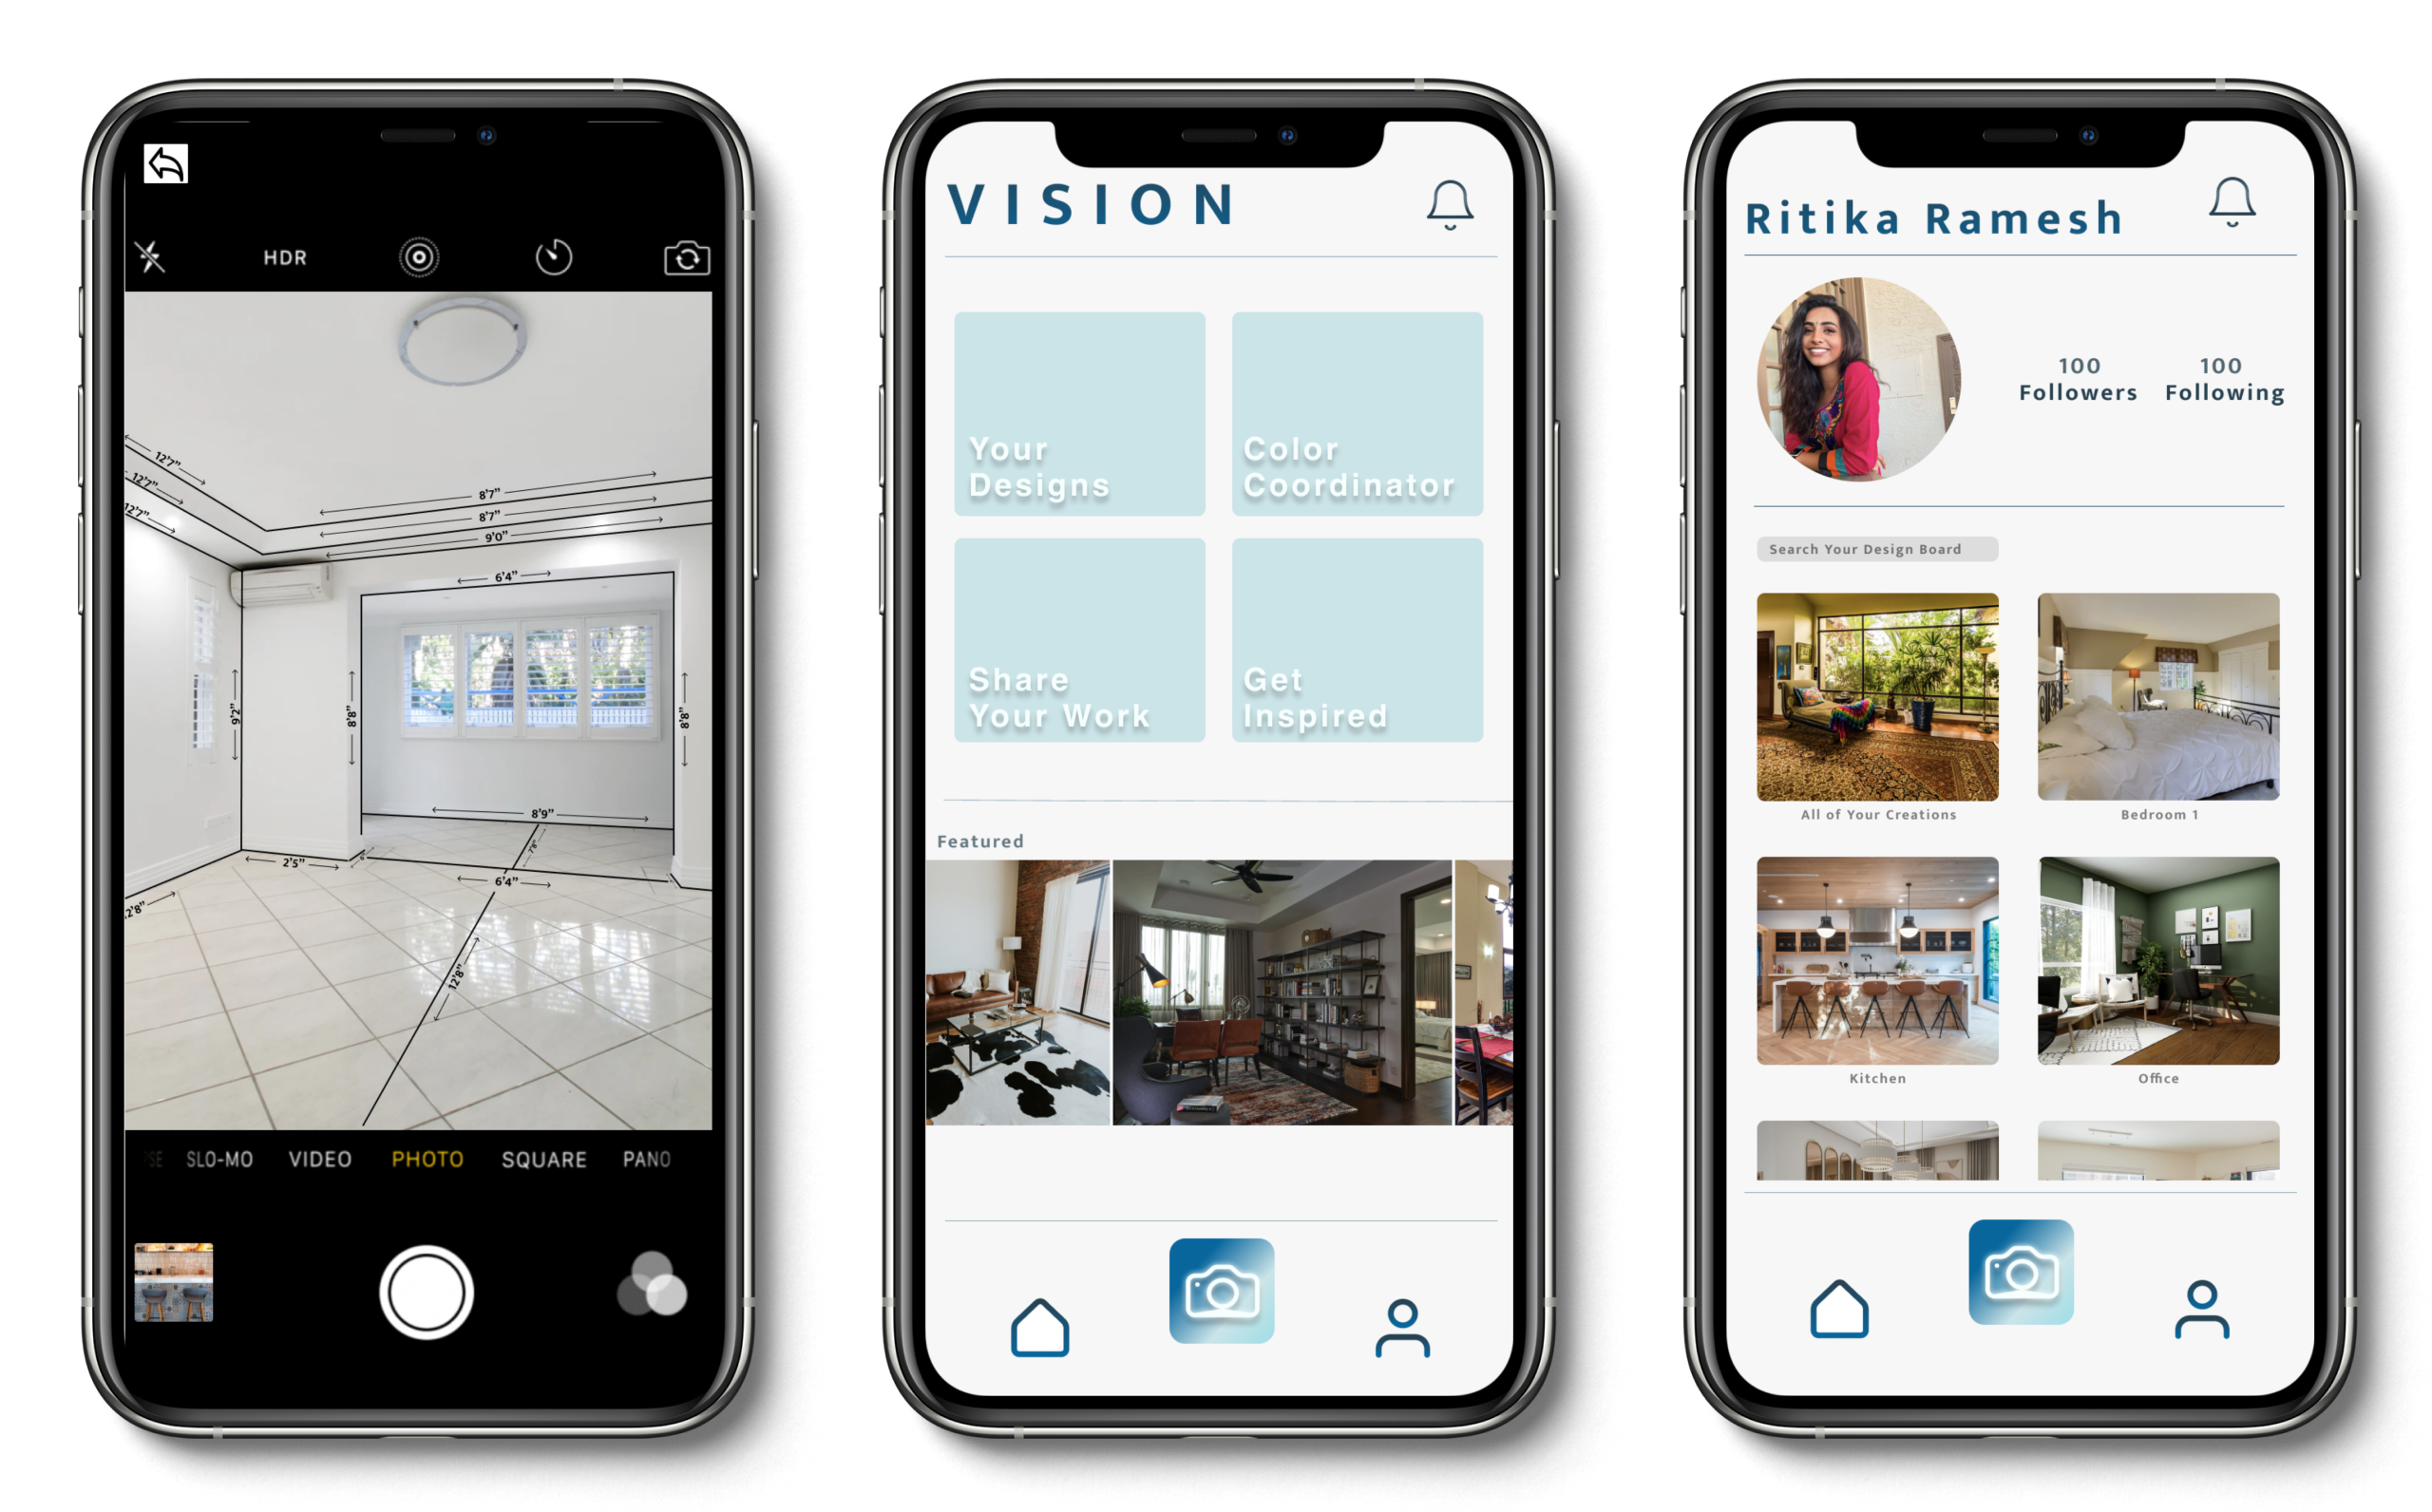 HDR
12'7”
12'7”
12'7”
8'7”
8'7”
9'0”
6'4”
9'2”
8'8”
8'8”
8'9”
7'8”
2'5”
6'4”
2'8”
12'8”
SLO-MO VIDEO PHOTO SQUARE PANO
VISION
Your
Designs
Color
Coordinator
Share
Your Work
Get
Inspired
Featured
Ritika Ramesh
100
Followers
100
Following
Search Your Design Board
All of Your Creations
Bedroom 1
Kitchen
Office